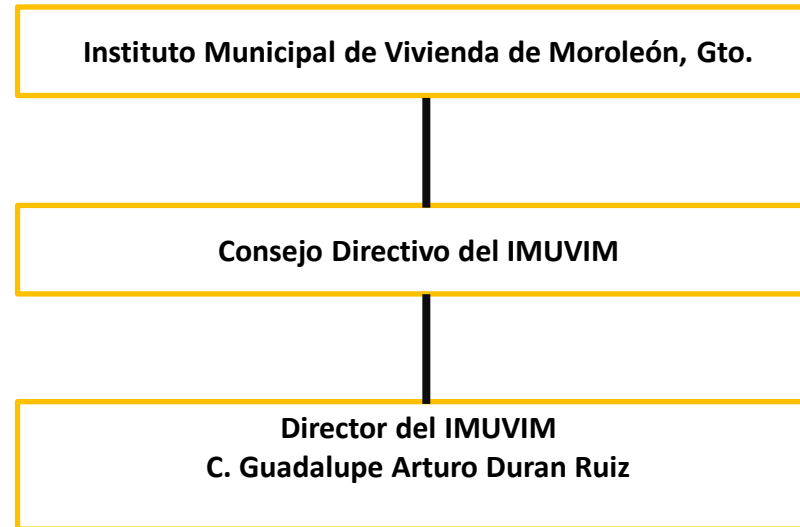 Instituto Municipal de Vivienda de Moroleón, Gto.
Consejo Directivo del IMUVIM
Director del IMUVIM
C. Guadalupe Arturo Duran Ruiz